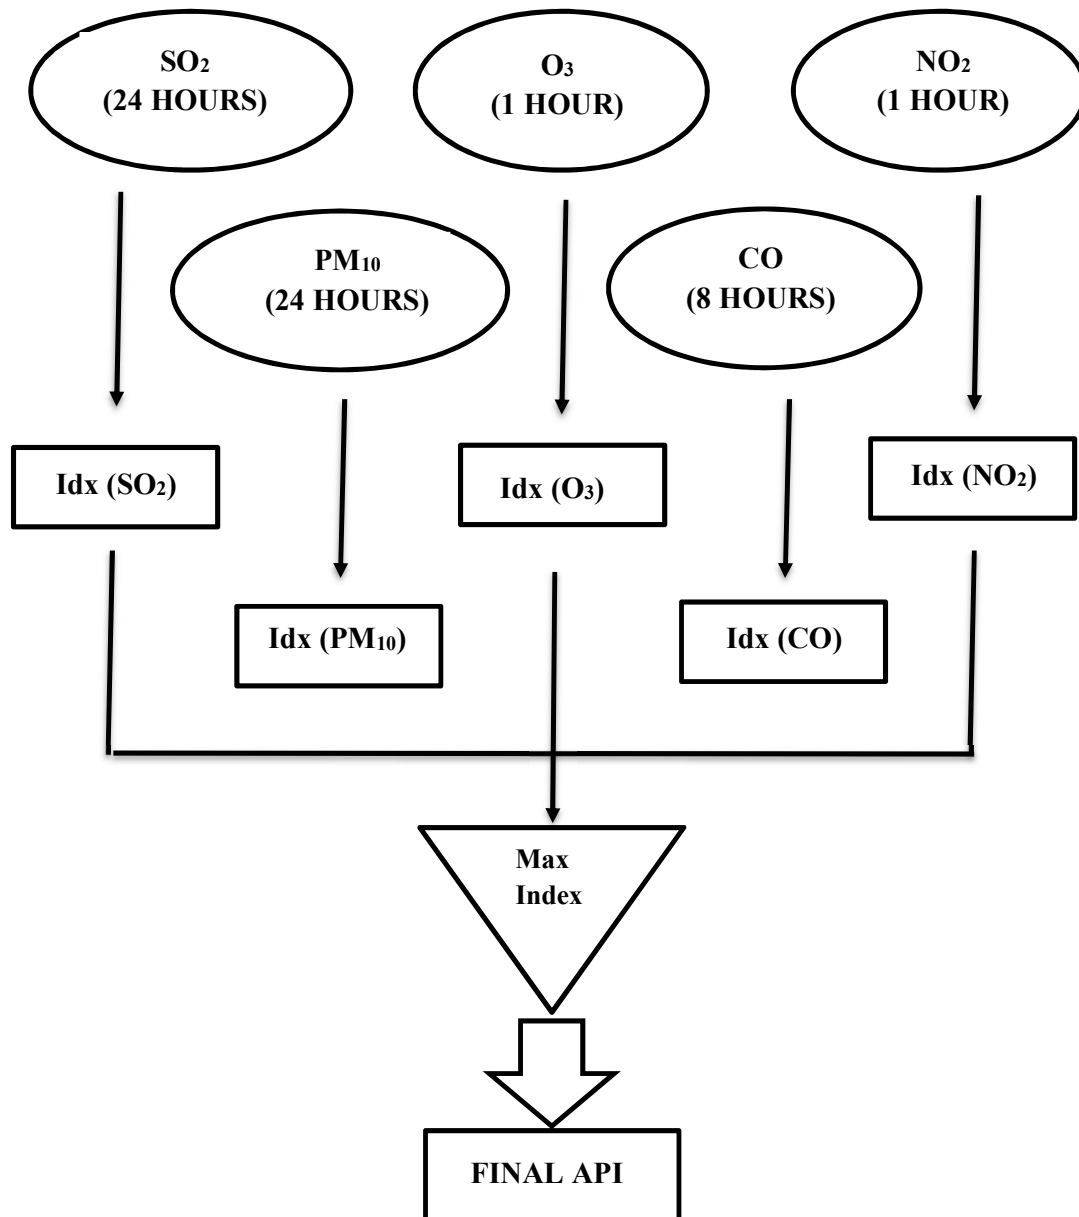 SO₂
(24 HOURS)
O₃
(1 HOUR)
NO₂
(1 HOUR)
PM₁₀
(24 HOURS)
CO
(8 HOURS)
Idx (SO₂)
Idx (O₃)
Idx (NO₂)
Idx (PM₁₀)
Idx (CO)
Max
Index
FINAL API